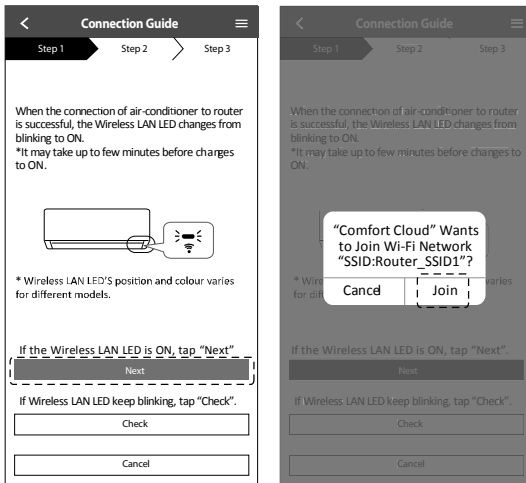 Connection Guide
Step 1
Step 2
Step 3
When the connection of air-conditioner to router
is successful, the Wireless LAN LED changes from
blinking to ON.
*It may take up to few minutes before changes
to ON.
* Wireless LAN LED'S position and colour varies
for different models.
If the Wireless LAN LED is ON, tap "Next"
Next
If Wireless LAN LED keep blinking, tap "Check".
Check
Cancel
Connection Guide
Step 1
Step 2
Step 3
When the connection of air-conditioner to router
is successful, the Wireless LAN LED changes from
blinking to ON.
*It may take up to few minutes before changes to
ON.
"Comfort Cloud" Wants
to Join Wi-Fi Network
"SSID:Router_SSID1"?
Cancel
Join
* Wire
varies
for diff
If the Wireless LAN LED is ON, tap "Next".
Next
If Wireless LAN LED keep blinking, tap "Check".
Check
Cancel